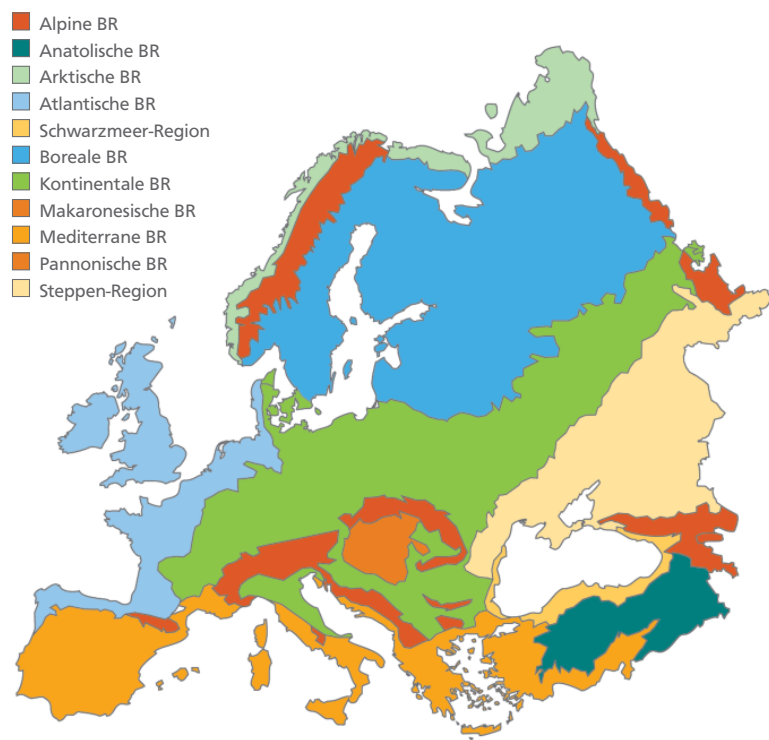 Alpine BR
Anatolische BR
Arktische BR
Atlantische BR
Schwarzmeer-Region
Boreale BR
Kontinentale BR
Makaronesische BR
Mediterrane BR
Pannonische BR
Steppen-Region